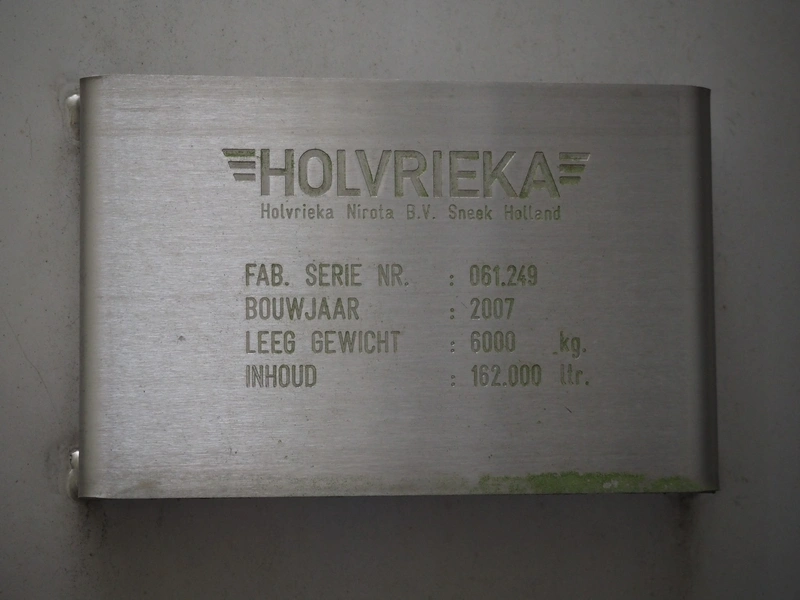 HOLVRIEKA
Holvrieka Nirota B.V. Sneek Holland
FAB. SERIE NR. : 061.249
BOUWJAAR : 2007
LEEG GEWICHT : 6000 kg.
INHOUD : 162.000 ltr.